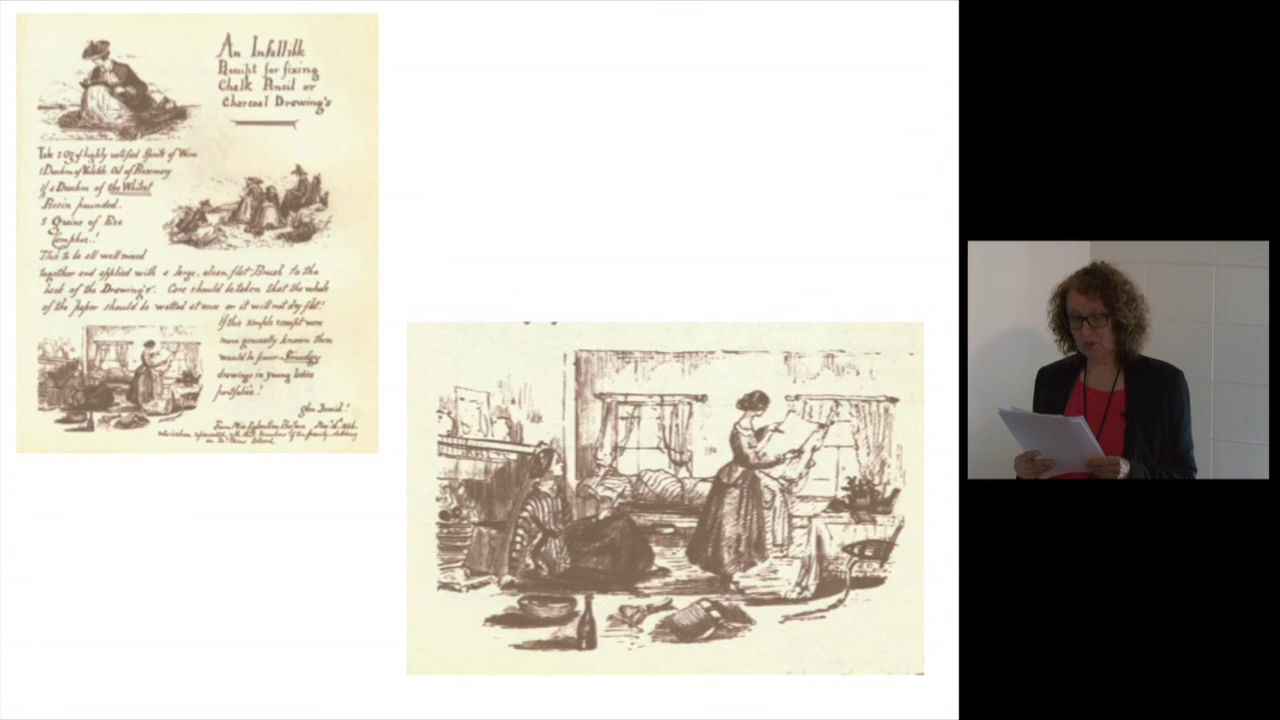 An Infallible
Receipt for fixing
Chalk Pencil or
Charcoal Drawing's
Take 2 Oz of highly rectified Spirit of Wine
1 Drachm of Volatile Oil of Rosemary
of a Drachm of the Whitest
Rosin pounded.
5 Grains of
Camphor..!
This to be all well mixed
together and applied with a large, clean flat Brush to the
back of the Drawing's. Care should be taken that the whole
of the paper should be wetted at once or it will not dry flat!
If this simple receipt were
more generally known there
would be fewer Smudgy
drawings in young ladies
portfolios!
From Miss